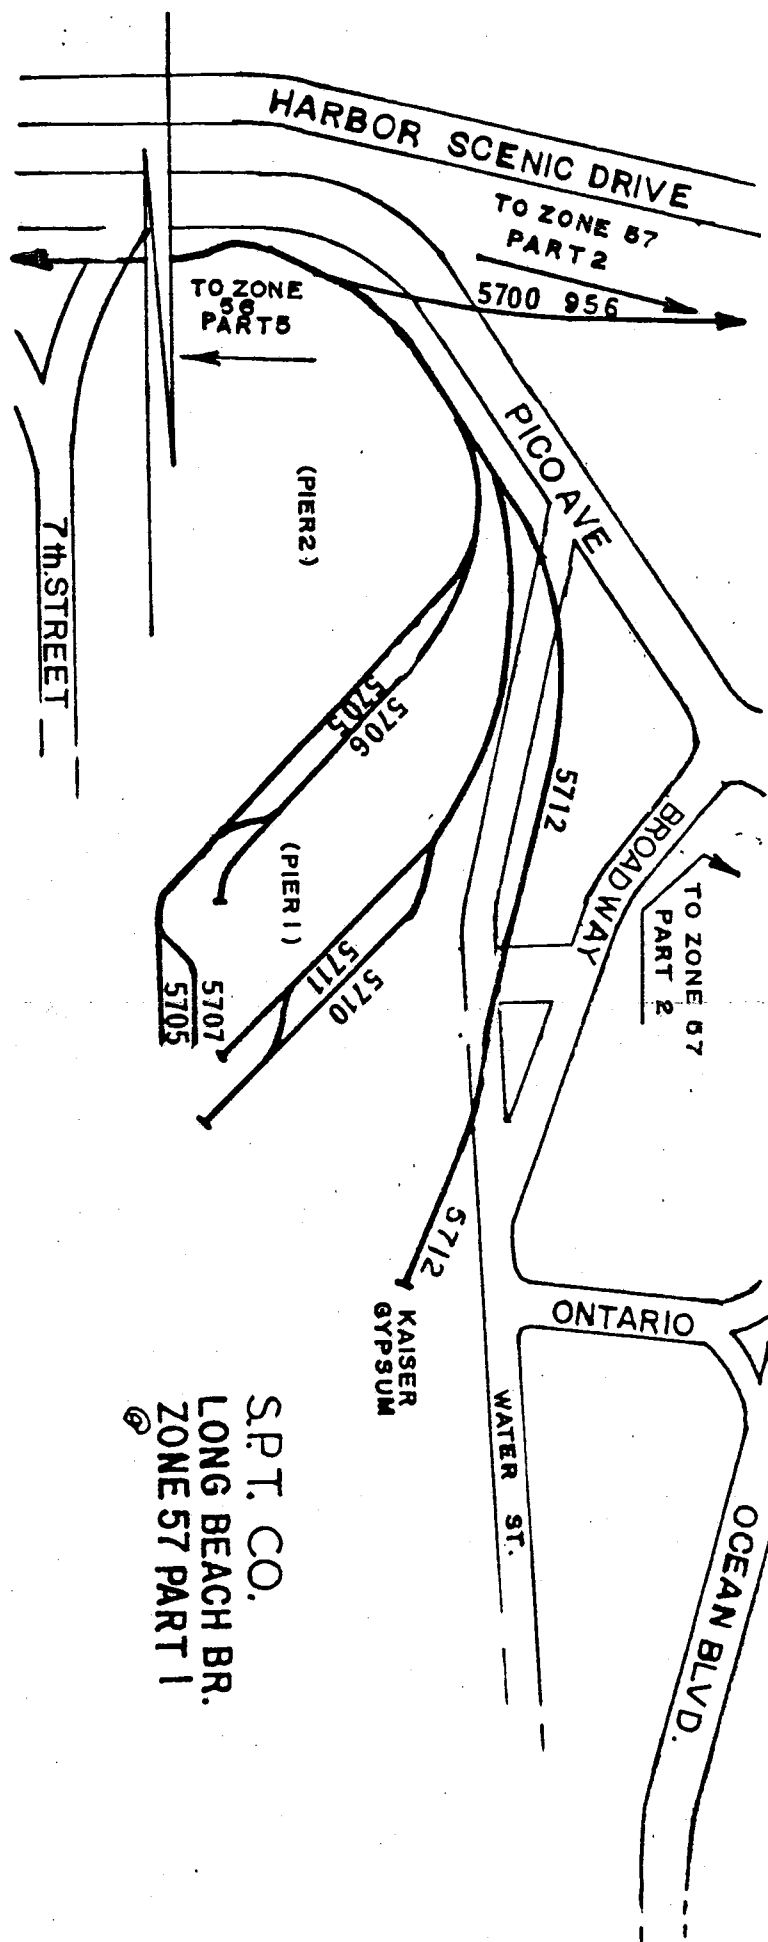 HARBOR SCENIC DRIVE
TO ZONE 57
PART 2
5700 956
TO ZONE
56
PART 5
PICO AVE
(PIER 2)
7th. STREET
5705
5706
5712
BROADWAY
TO ZONE 57
PART 2
(PIER 1)
5711
5710
5707
5705
5712
KAISER
GYPSUM
ONTARIO
WATER ST.
OCEAN BLVD.
S.P.T. CO.
LONG BEACH BR.
ZONE 57 PART 1